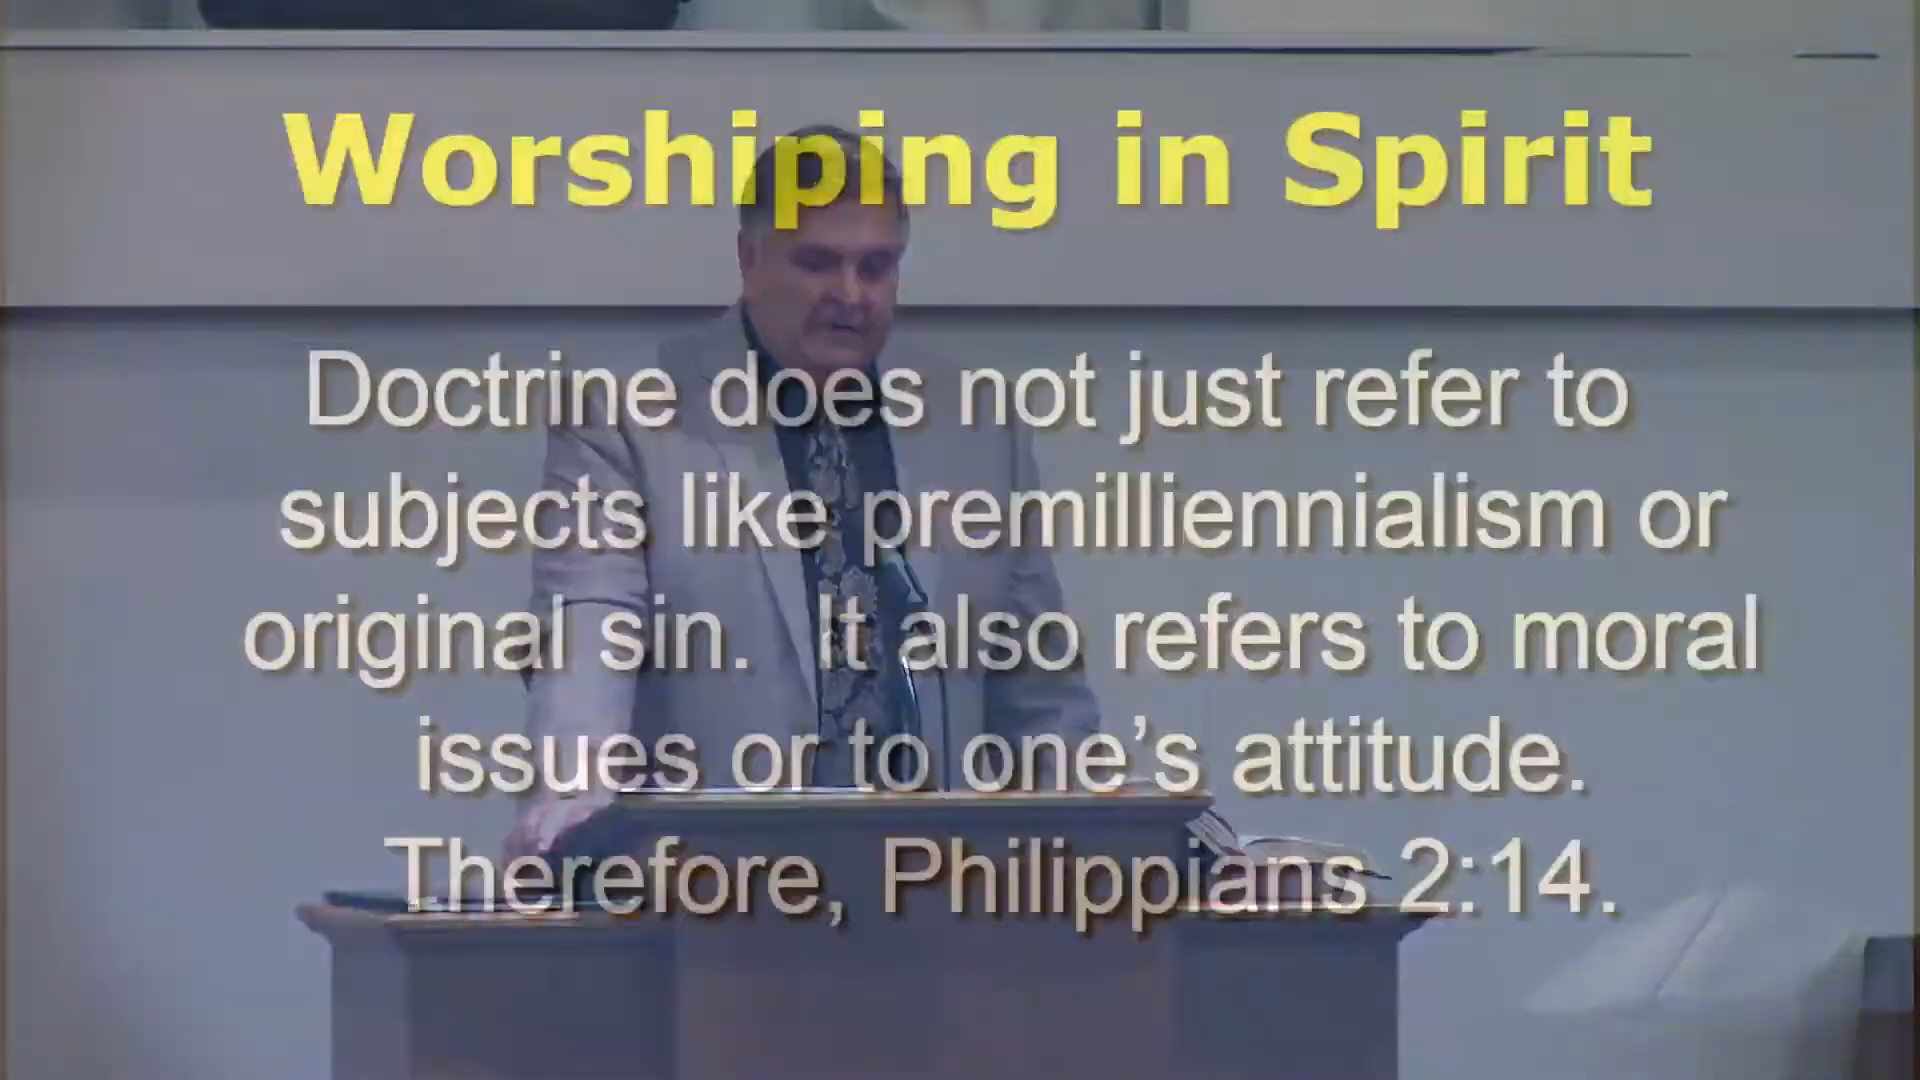 Worshiping in Spirit
Doctrine does not just refer to
subjects like premilliennialism or
original sin. It also refers to moral
issues or to one's attitude.
Therefore, Philippians 2:14.